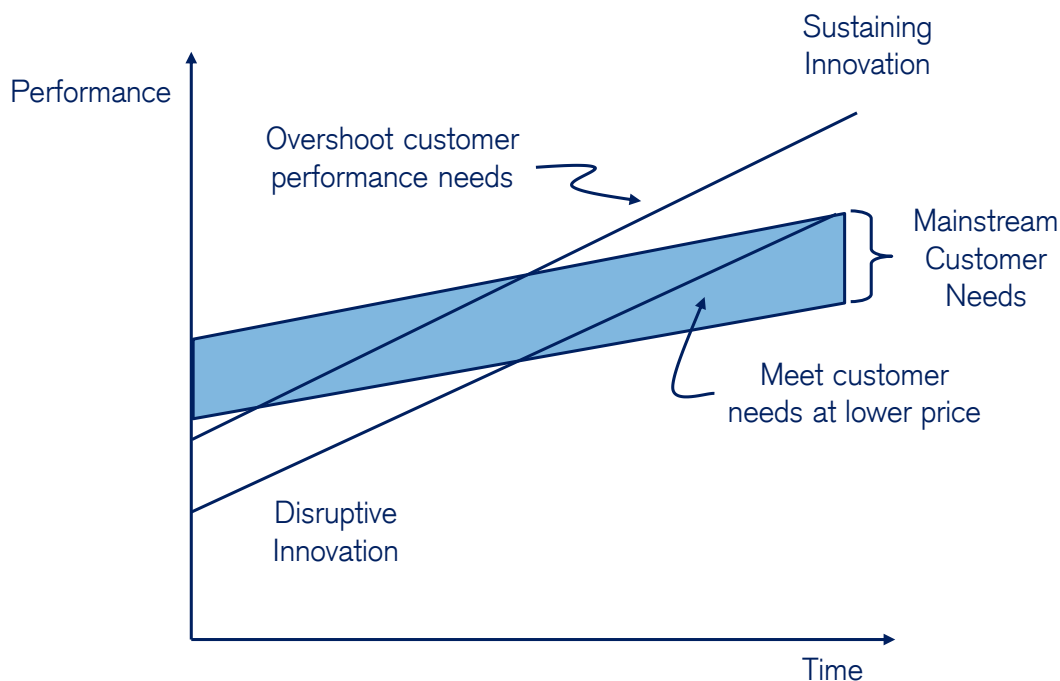 Sustaining
Innovation
Performance
Overshoot customer
performance needs
Mainstream
Customer
Needs
Meet customer
needs at lower price
Disruptive
Innovation
Time